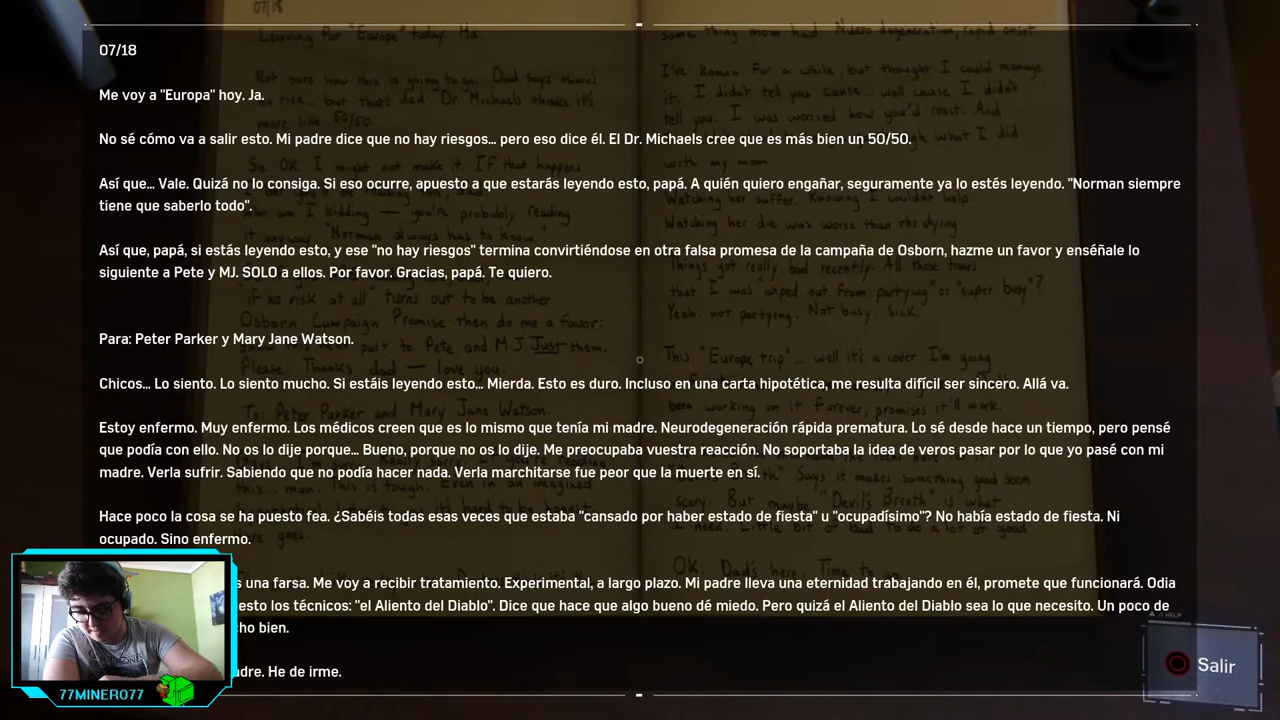 07/18
Me voy a "Europa" hoy. Ja.
No sé cómo va a salir esto. Mi padre dice que no hay riesgos... pero eso dice él. El Dr. Michaels cree que es más bien un 50/50.
Así que... Vale. Quizá no lo consiga. Si eso ocurre, apuesto a que estarás leyendo esto, papá. A quién quiero engañar, seguramente ya lo estés leyendo. "Norman siempre
tiene que saberlo todo".
Así que, papá, si estás leyendo esto, y ese "no hay riesgos" termina convirtiéndose en otra falsa promesa de la campaña de Osborn, hazme un favor y enséñale lo
siguiente a Pete y MJ. SOLO a ellos. Por favor. Gracias, papá. Te quiero.
Para: Peter Parker y Mary Jane Watson.
Chicos... Lo siento. Lo siento mucho. Si estáis leyendo esto... Mierda. Esto es duro. Incluso en una carta hipotética, me resulta difícil ser sincero. Allá va.
Estoy enfermo. Muy enfermo. Los médicos creen que es lo mismo que tenía mi madre. Neurodegeneración rápida prematura. Lo sé desde hace un tiempo, pero pensé
que podía con ello. No os lo dije porque... Bueno, porque no os lo dije. Me preocupaba vuestra reacción. No soportaba la idea de veros pasar por lo que yo pasé con mi
madre. Verla sufrir. Sabiendo que no podía hacer nada. Verla marchitarse fue peor que la muerte en sí.
Hace poco la cosa se ha puesto fea. ¿Sabéis todas esas veces que estaba "cansado por haber estado de fiesta" u "ocupadísimo"? No había estado de fiesta. Ni
ocupado. Sino enfermo.
una farsa. Me voy a recibir tratamiento. Experimental, a largo plazo. Mi padre lleva una eternidad trabajando en él, promete que funcionará. Odia
esto los técnicos: "el Aliento del Diablo". Dice que hace que algo bueno dé miedo. Pero quizá el Aliento del Diablo sea lo que necesito. Un poco de
bien.
He de irme.
Salir
77MINERO77